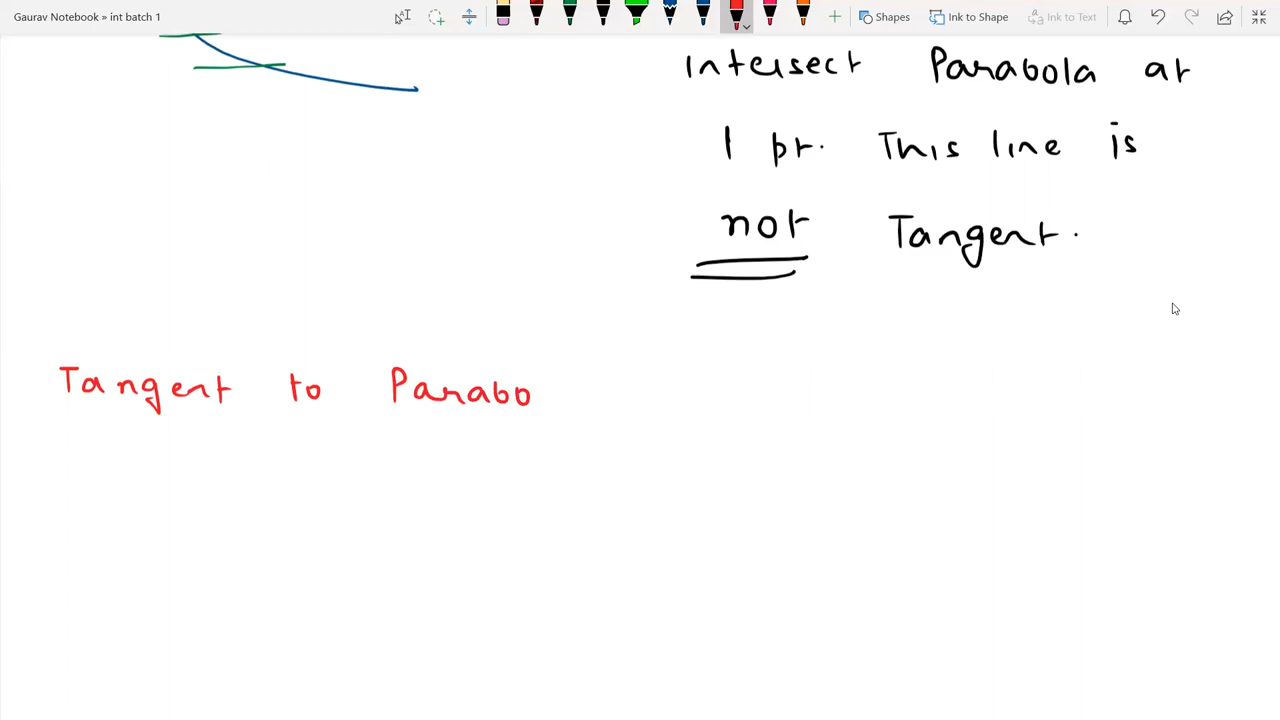 Gaurav Notebook » int batch 1
Shapes
Ink to Shape
Ink to Text
Intersect Parabola at
1 pt. This line is
not Tangent.
Tangent to Parabo